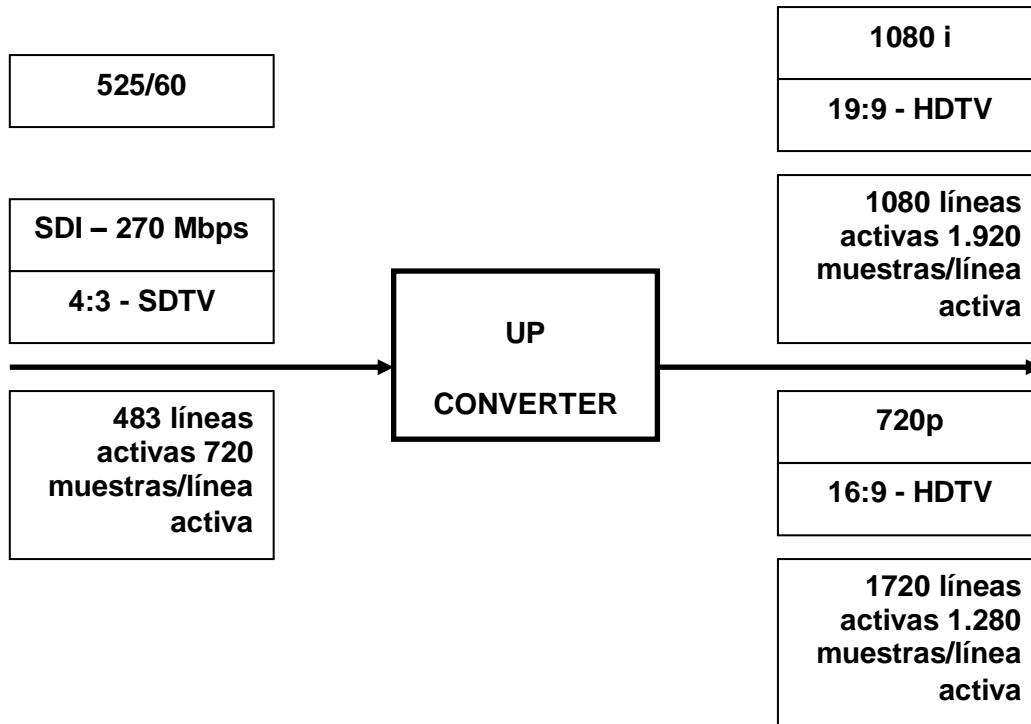 525/60
SDI – 270 Mbps
4:3 - SDTV
483 líneas
activas 720
muestras/línea
activa
UP
CONVERTER
1080 i
19:9 - HDTV
1080 líneas
activas 1.920
muestras/línea
activa
720p
16:9 - HDTV
1720 líneas
activas 1.280
muestras/línea
activa